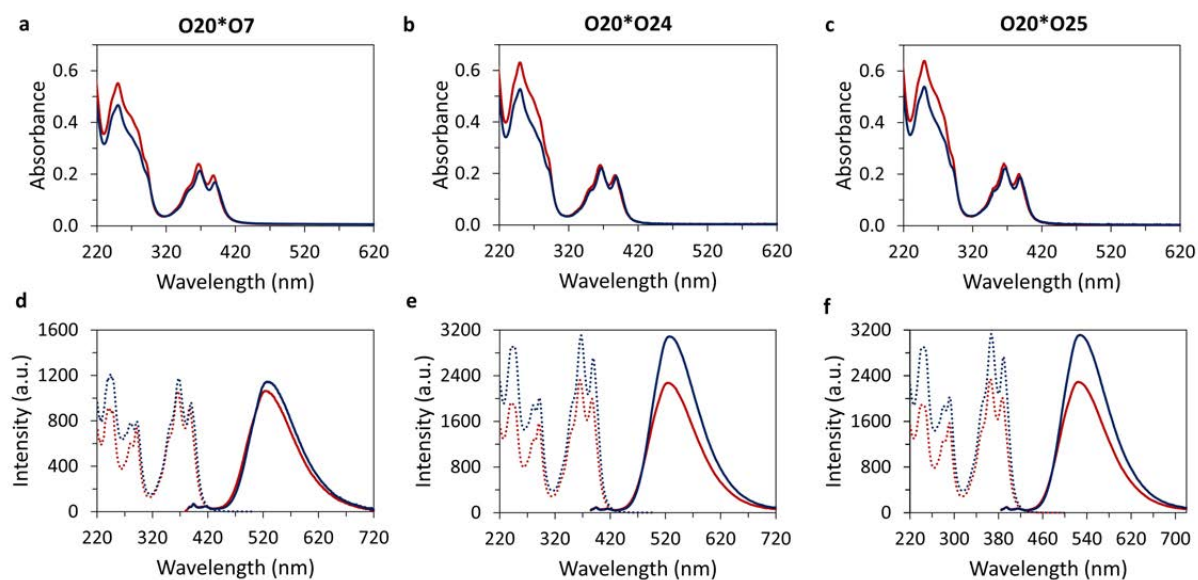 a O20*O7 b O20*O24 c O20*O25
Absorbance 0.6 0.4 0.2 0.0
220 320 420 520 620
Wavelength (nm)
Absorbance 0.6 0.4 0.2 0.0
220 320 420 520 620
Wavelength (nm)
Absorbance 0.6 0.4 0.2 0.0
220 320 420 520 620
Wavelength (nm)
d
Intensity (a.u.) 1600 1200 800 400 0
220 320 420 520 620 720
Wavelength (nm)
e
Intensity (a.u.) 3200 2400 1600 800 0
220 320 420 520 620 720
Wavelength (nm)
f
Intensity (a.u.) 3200 2400 1600 800 0
220 300 380 460 540 620 700
Wavelength (nm)